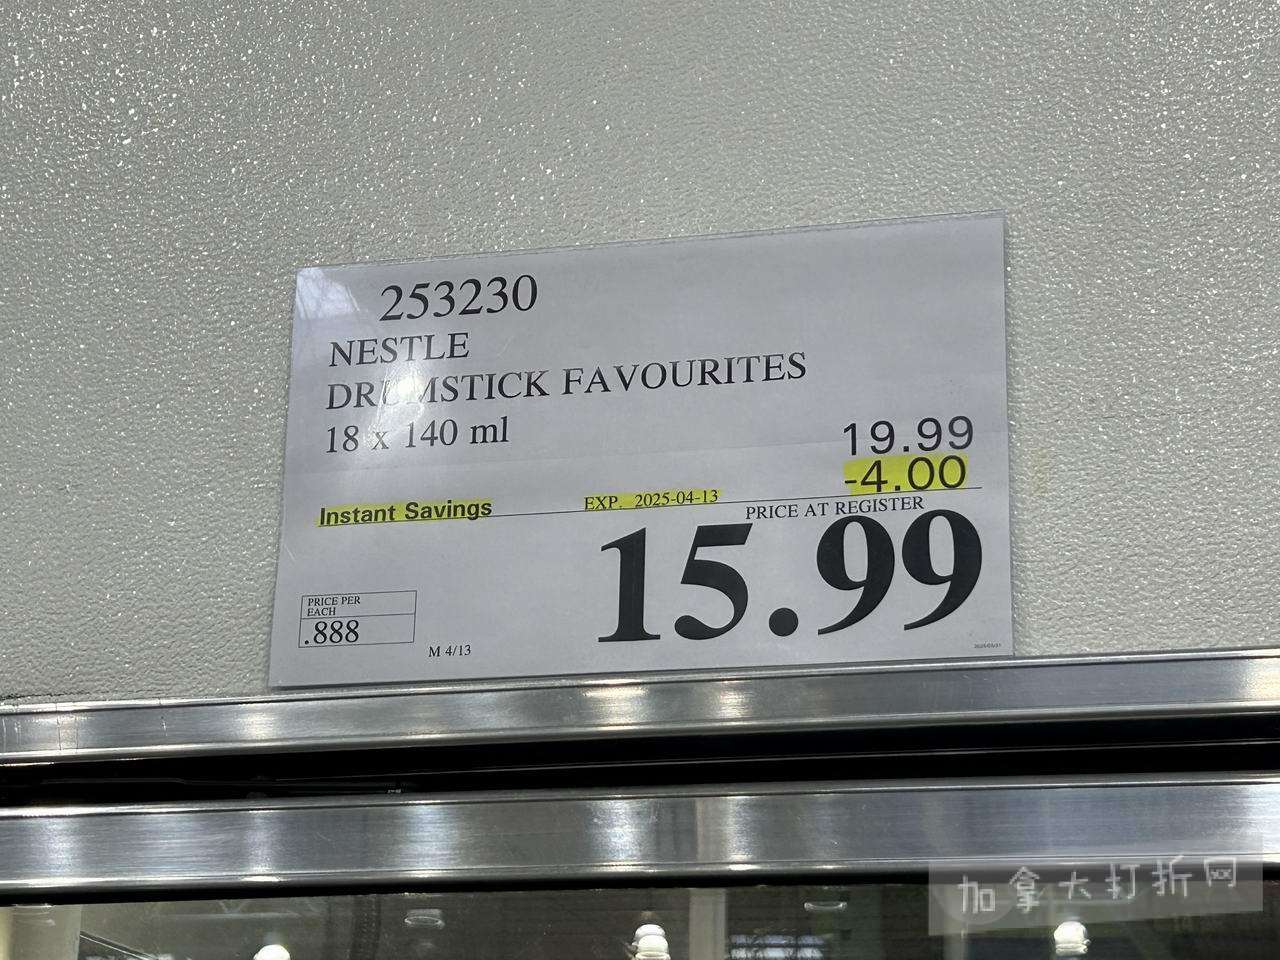 253230
NESTLE
DRUMSTICK FAVOURITES
18 x 140 ml
19.99
-4.00
Instant Savings
EXP. 2025-04-13
PRICE AT REGISTER
15.99
PRICE PER
EACH
.888
M 4/13
加拿大打折网